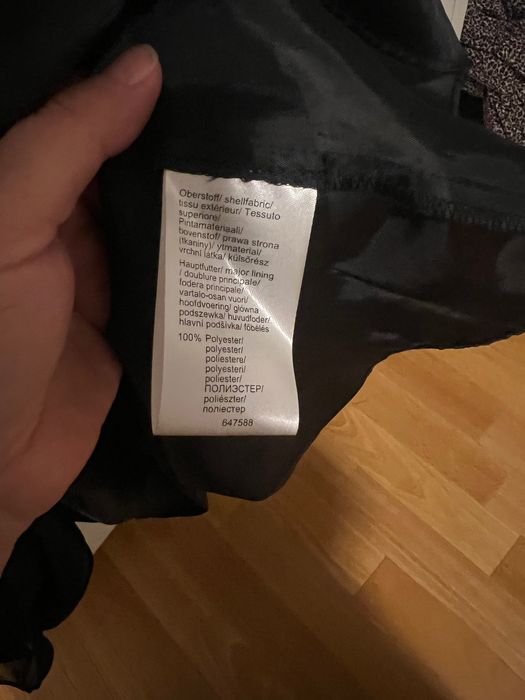 Oberstoff/ shellfabric/
tissu extérieur/ Tessuto
superiore/
Pintamateriaali/
bovenstof/ prawa strona
(tkaniny)/ ytmaterial/
vrchní látka/ külsőrész
Hauptfutter/ major lining
/ doublure principale/
fodera principale/
vartalo-osan vuori/
hoofdvoering/ główna
podszewka/ huvudfoder/
hlavní podšívka/ főbélés
100% Polyester/
polyester/
poliestere/
polyesteri/
poliester/
ПОЛИЭСТЕР/
poliészter/
поліестер
647588